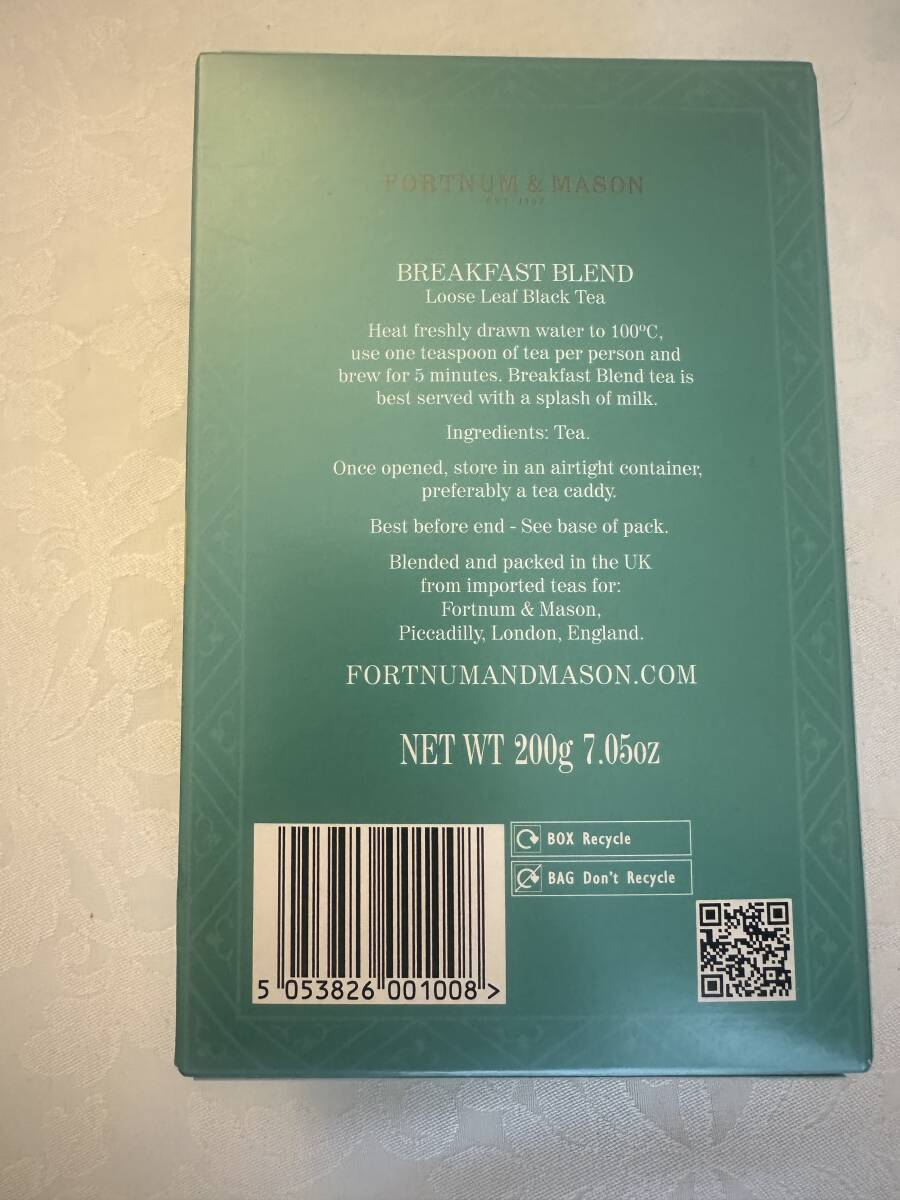 FORTNUM & MASON
EST 1707
BREAKFAST BLEND
Loose Leaf Black Tea
Heat freshly drawn water to 100ºC,
use one teaspoon of tea per person and
brew for 5 minutes. Breakfast Blend tea is
best served with a splash of milk.
Ingredients: Tea.
Once opened, store in an airtight container,
preferably a tea caddy.
Best before end - See base of pack.
Blended and packed in the UK
from imported teas for:
Fortnum & Mason,
Piccadilly, London, England.
FORTNUMANDMASON.COM
NET WT 200g 7.05oz
BOX Recycle
BAG Don't Recycle
5 053826 001008 >